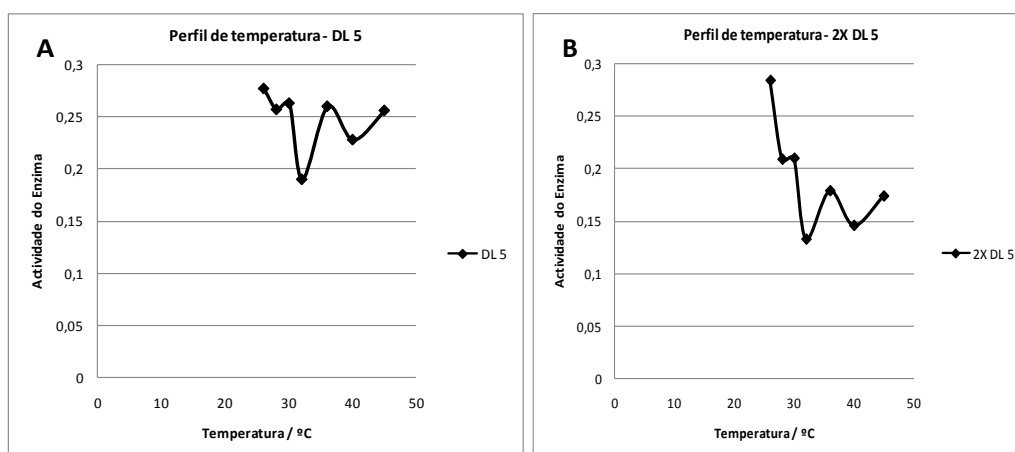 A
Perfil de temperatura - DL 5
0,3
0,25
0,2
0,15
0,1
0,05
0
Actividade do Enzima
0 10 20 30 40 50
Temperatura / ºC
DL 5
B
Perfil de temperatura - 2X DL 5
0,3
0,25
0,2
0,15
0,1
0,05
0
Actividade do Enzima
0 10 20 30 40 50
Temperatura / ºC
2X DL 5